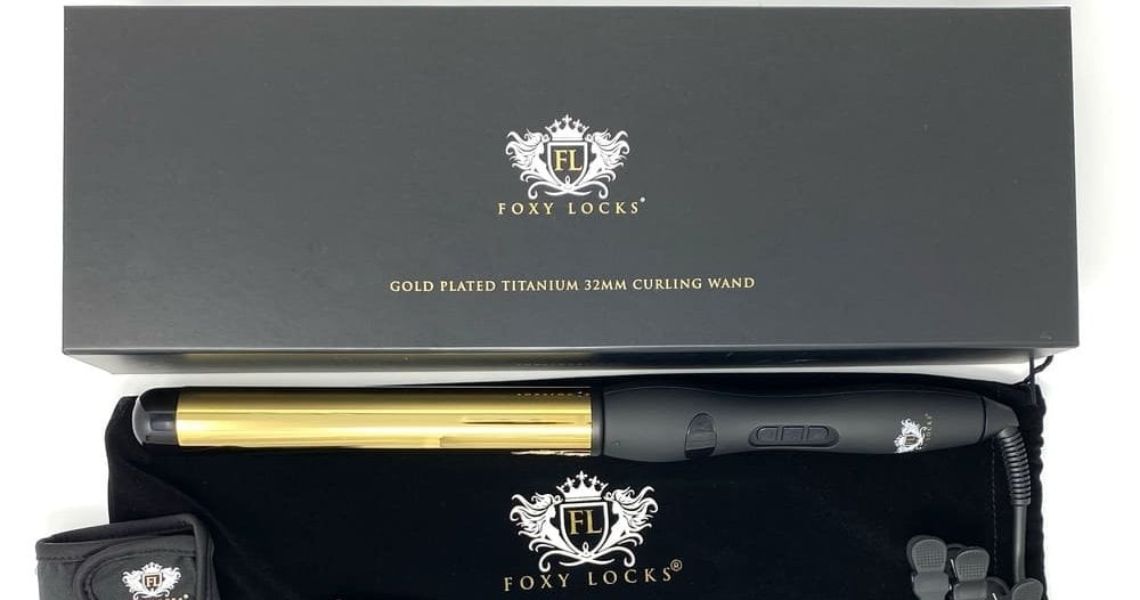 FL
FOXY LOCKS®
GOLD PLATED TITANIUM 32MM CURLING WAND
FL
FOXY LOCKS®
FL